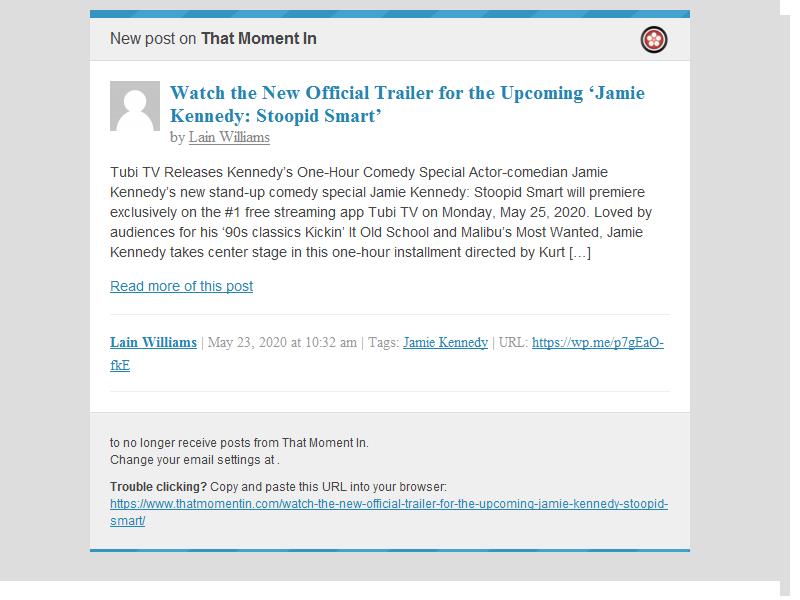 New post on That Moment In
Watch the New Official Trailer for the Upcoming ‘Jamie
Kennedy: Stoopid Smart’
by Lain Williams
Tubi TV Releases Kennedy’s One-Hour Comedy Special Actor-comedian Jamie
Kennedy’s new stand-up comedy special Jamie Kennedy: Stoopid Smart will premiere
exclusively on the #1 free streaming app Tubi TV on Monday, May 25, 2020. Loved by
audiences for his ‘90s classics Kickin’ It Old School and Malibu’s Most Wanted, Jamie
Kennedy takes center stage in this one-hour installment directed by Kurt […]
Read more of this post
Lain Williams | May 23, 2020 at 10:32 am | Tags: Jamie Kennedy | URL: https://wp.me/p7gEaO-
fkE
to no longer receive posts from That Moment In.
Change your email settings at .
Trouble clicking? Copy and paste this URL into your browser:
https://www.thatmomentin.com/watch-the-new-official-trailer-for-the-upcoming-jamie-kennedy-stoopid-
smart/